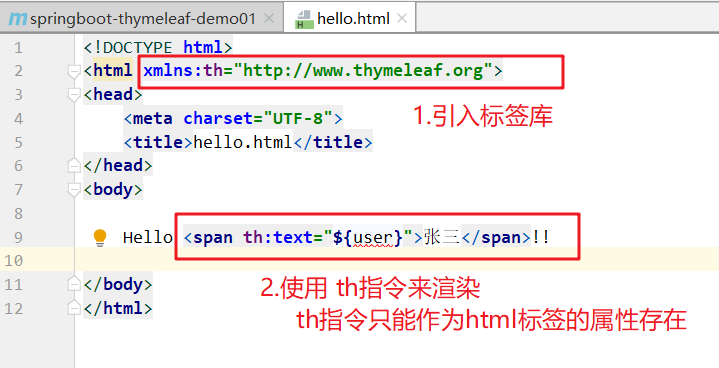 springboot-thymeleaf-demo01 × hello.html ×
1 <!DOCTYPE html>
2 <html xmlns:th="http://www.thymeleaf.org">
3 <head>
1.引入标签库
4 <meta charset="UTF-8">
5 <title>hello.html</title>
6 </head>
7 <body>
8
9 Hello <span th:text="${user}">张三</span>!!
10
2.使用 th指令来渲染
11 </body>
th指令只能作为html标签的属性存在
12 </html>